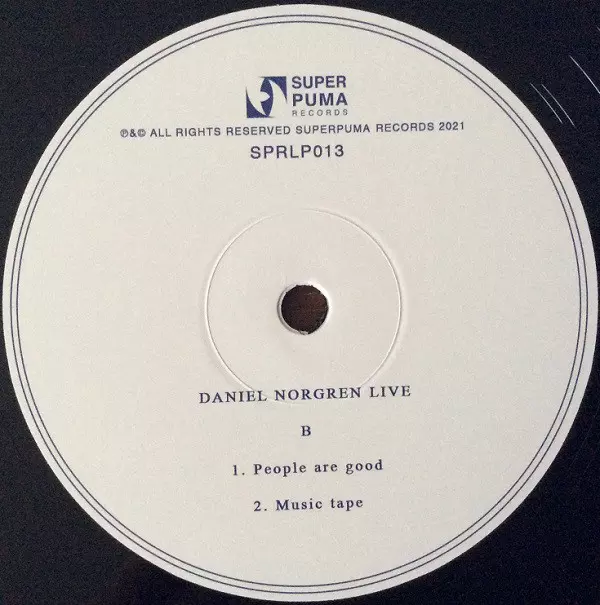 SUPER
PUMA
RECORDS
℗&© ALL RIGHTS RESERVED SUPERPUMA RECORDS 2021
SPRLP013
DANIEL NORGREN LIVE
B
1. People are good
2. Music tape